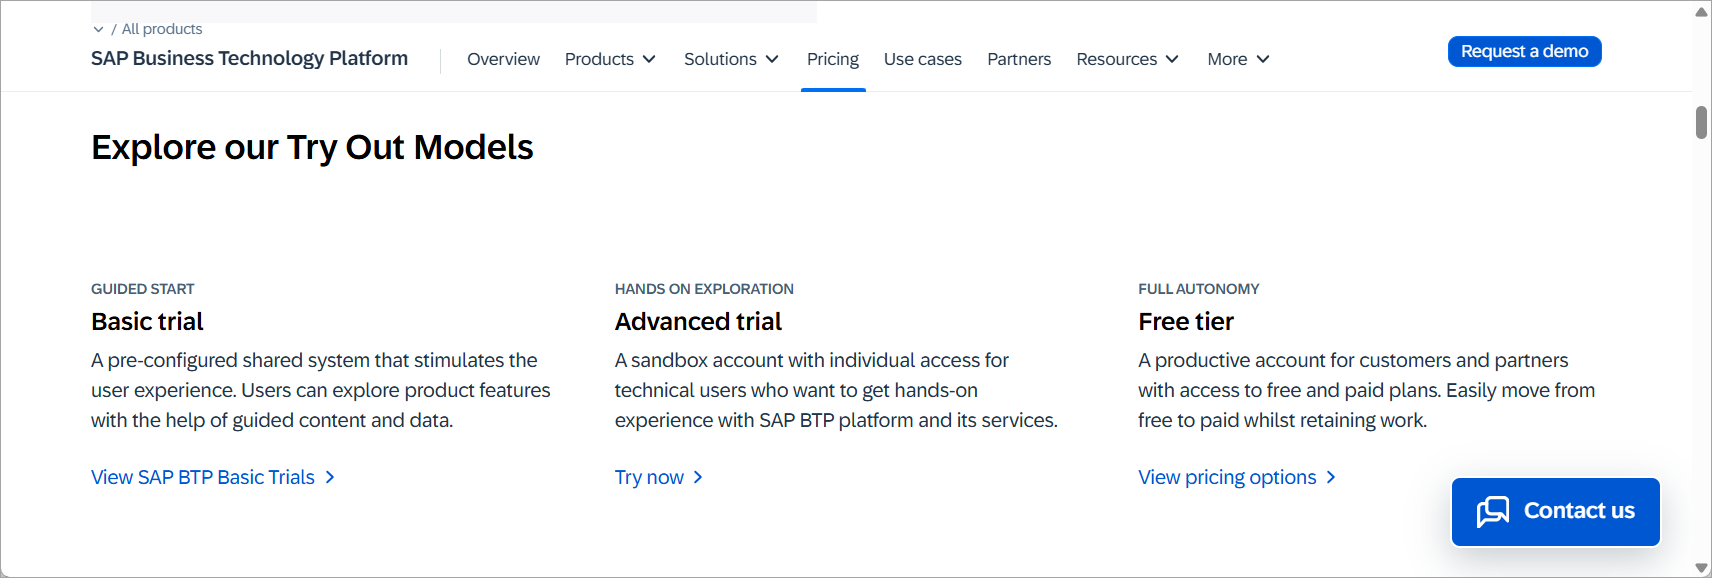 / All products
SAP Business Technology Platform
Overview Products Solutions Pricing Use cases Partners Resources More
Request a demo
Explore our Try Out Models
GUIDED START
Basic trial
A pre-configured shared system that stimulates the
user experience. Users can explore product features
with the help of guided content and data.
View SAP BTP Basic Trials
HANDS ON EXPLORATION
Advanced trial
A sandbox account with individual access for
technical users who want to get hands-on
experience with SAP BTP platform and its services.
Try now
FULL AUTONOMY
Free tier
A productive account for customers and partners
with access to free and paid plans. Easily move from
free to paid whilst retaining work.
View pricing options
Contact us